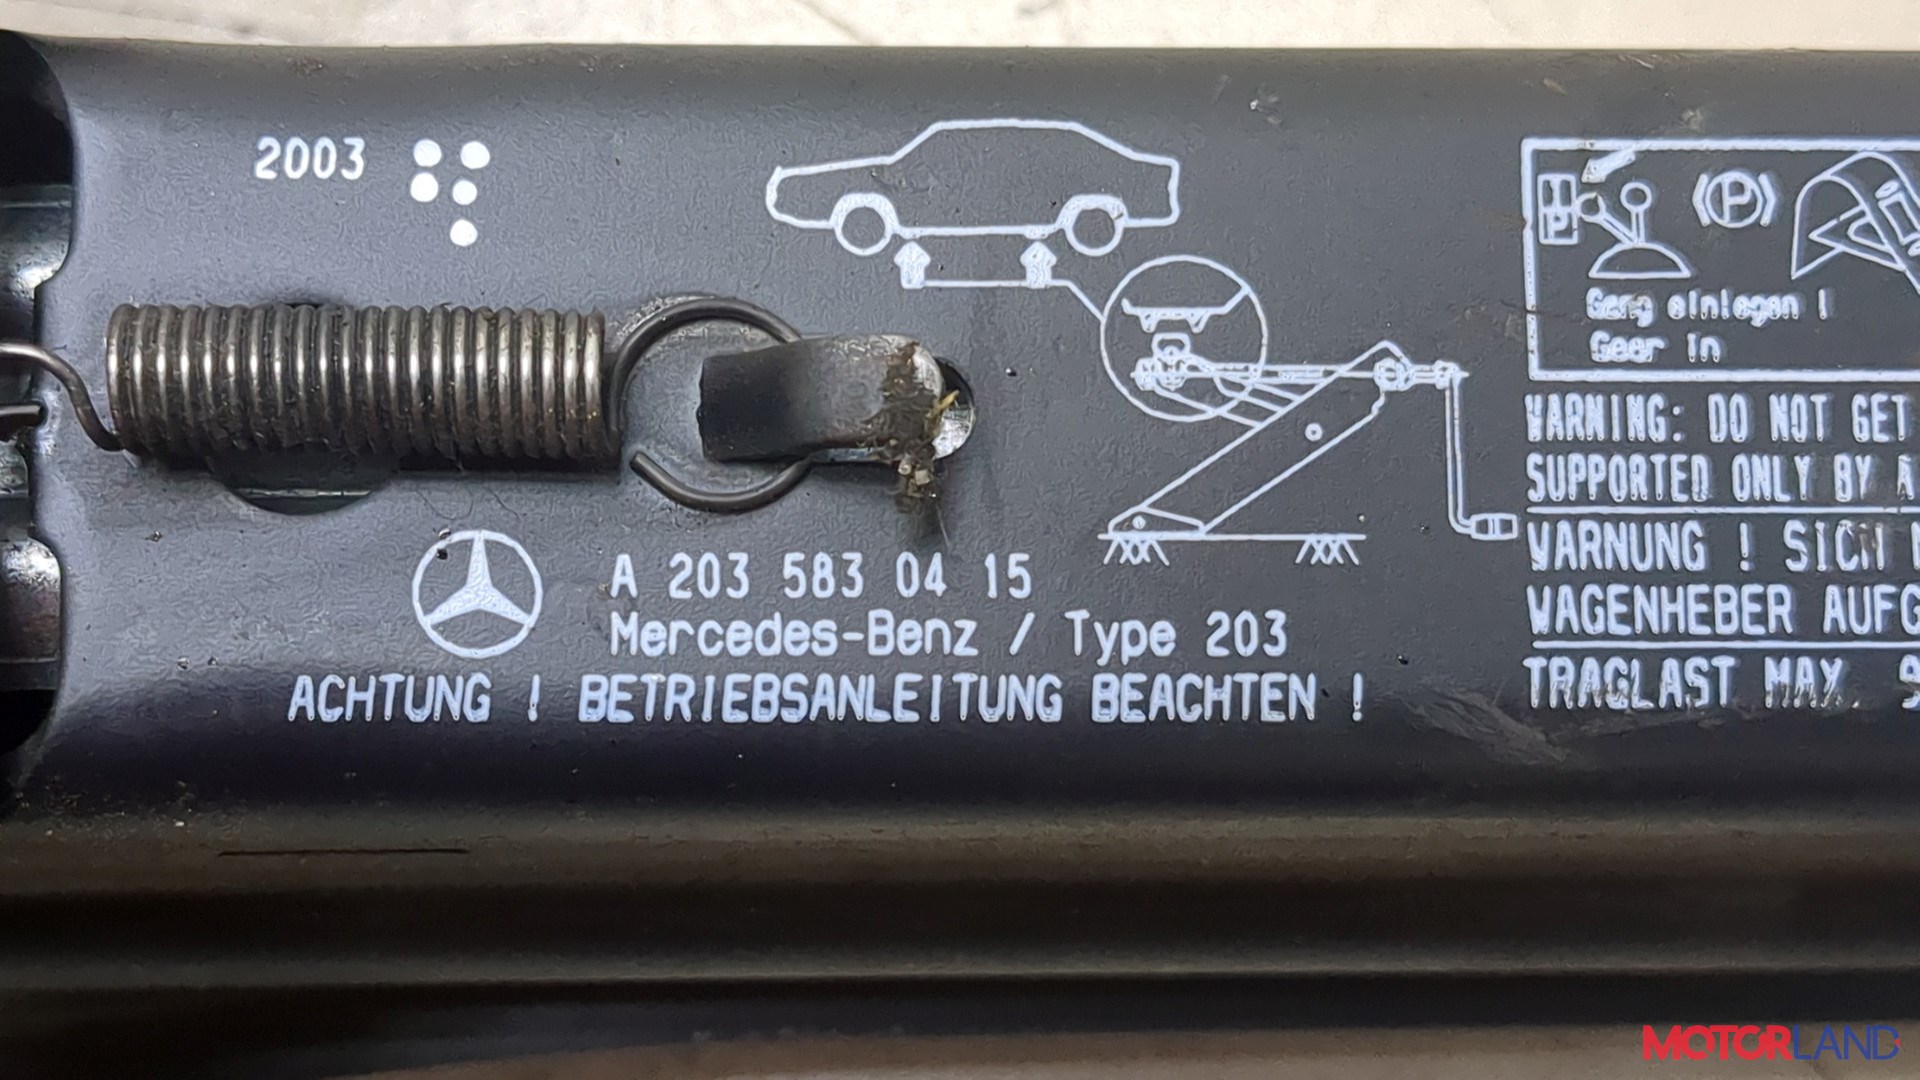 2003
P
Gang einlegen !
Gear in
WARNING: DO NOT GET
SUPPORTED ONLY BY A
WARNUNG ! SICH
WAGENHEBER AUFG
TRAGLAST MAX. 9
A 203 583 04 15
Mercedes-Benz / Type 203
ACHTUNG ! BETRIEBSANLEITUNG BEACHTEN !
MOTORLAND